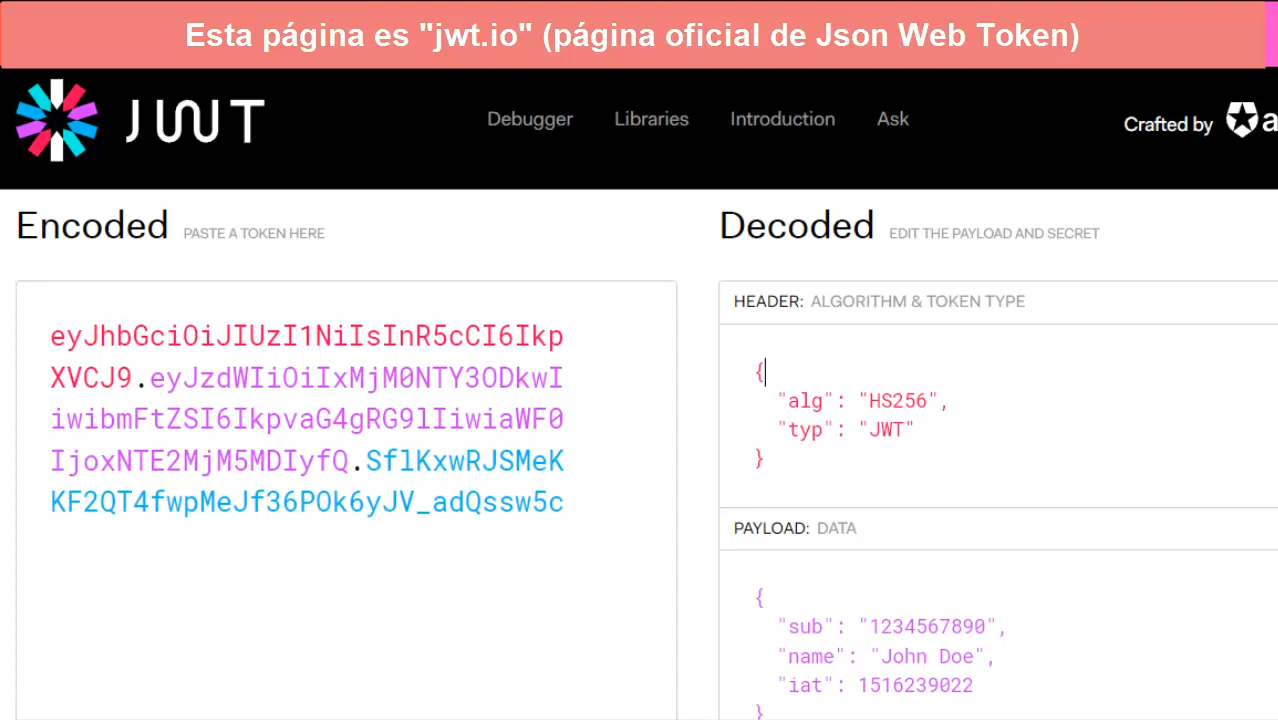 Esta página es "jwt.io" (página oficial de Json Web Token)
JWT
Debugger Libraries Introduction Ask
Crafted by a
Encoded PASTE A TOKEN HERE
eyJhbGciOiJIUzI1NiIsInR5cCI6Ikp
XVCJ9.eyJzdWIiOiIxMjM0NTY3ODkwI
iwibmFtZSI6IkpvaG4gRG9lIiwiaWF0
IjoxNTE2MjM5MDIyfQ.SflKxwRJSMeK
KF2QT4fwpMeJf36POk6yJV_adQssw5c
Decoded EDIT THE PAYLOAD AND SECRET
HEADER: ALGORITHM & TOKEN TYPE
{
"alg": "HS256",
"typ": "JWT"
}
PAYLOAD: DATA
{
"sub": "1234567890",
"name": "John Doe",
"iat": 1516239022
}